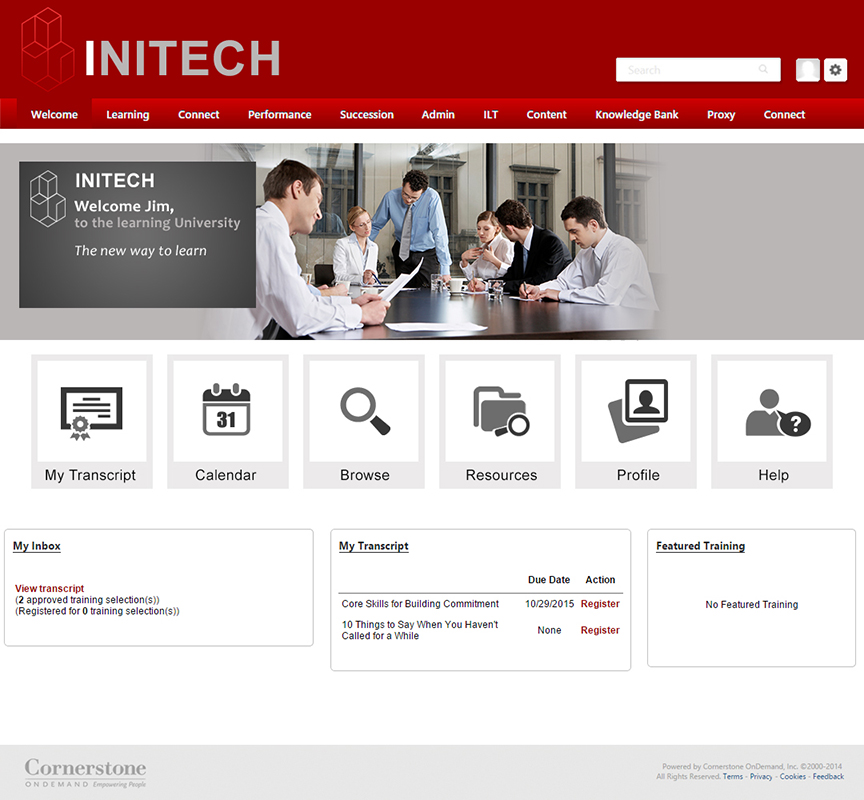 INITECH
Search
Welcome Learning Connect Performance Succession Admin ILT Content Knowledge Bank Proxy Connect
INITECH
Welcome Jim,
to the learning University
The new way to learn
31
?
My Transcript Calendar Browse Resources Profile Help
My Inbox
View transcript
(2 approved training selection(s))
(Registered for 0 training selection(s))
My Transcript
Due Date Action
Core Skills for Building Commitment 10/29/2015 Register
10 Things to Say When You Haven't
Called for a While None Register
Featured Training
No Featured Training
Cornerstone
ONDEMAND Empowering People
Powered by Cornerstone OnDemand, Inc. ©2000-2014
All Rights Reserved. Terms - Privacy - Cookies - Feedback